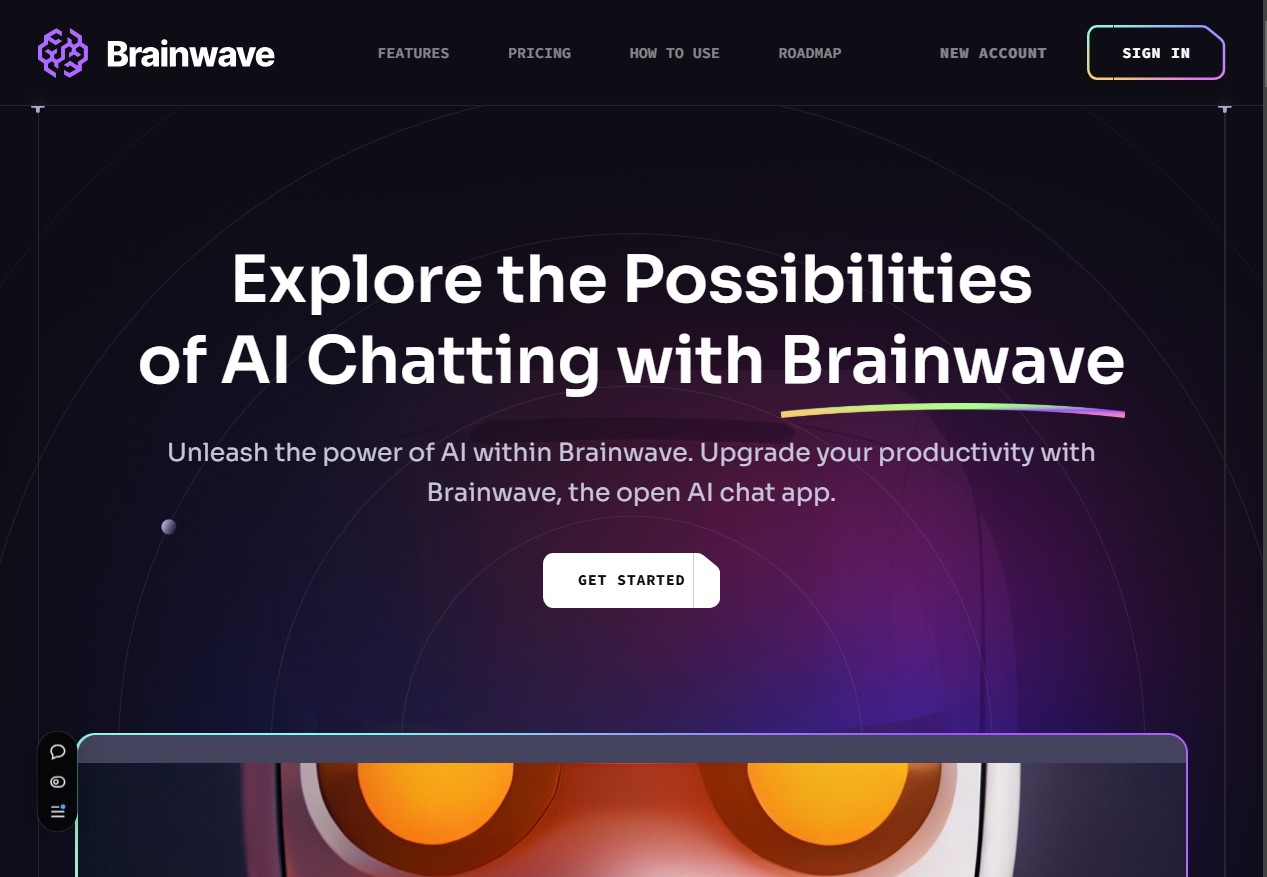 Brainwave
FEATURES
PRICING
HOW TO USE
ROADMAP
NEW ACCOUNT
SIGN IN
Explore the Possibilities
of AI Chatting with Brainwave
Unleash the power of AI within Brainwave. Upgrade your productivity with
Brainwave, the open AI chat app.
GET STARTED